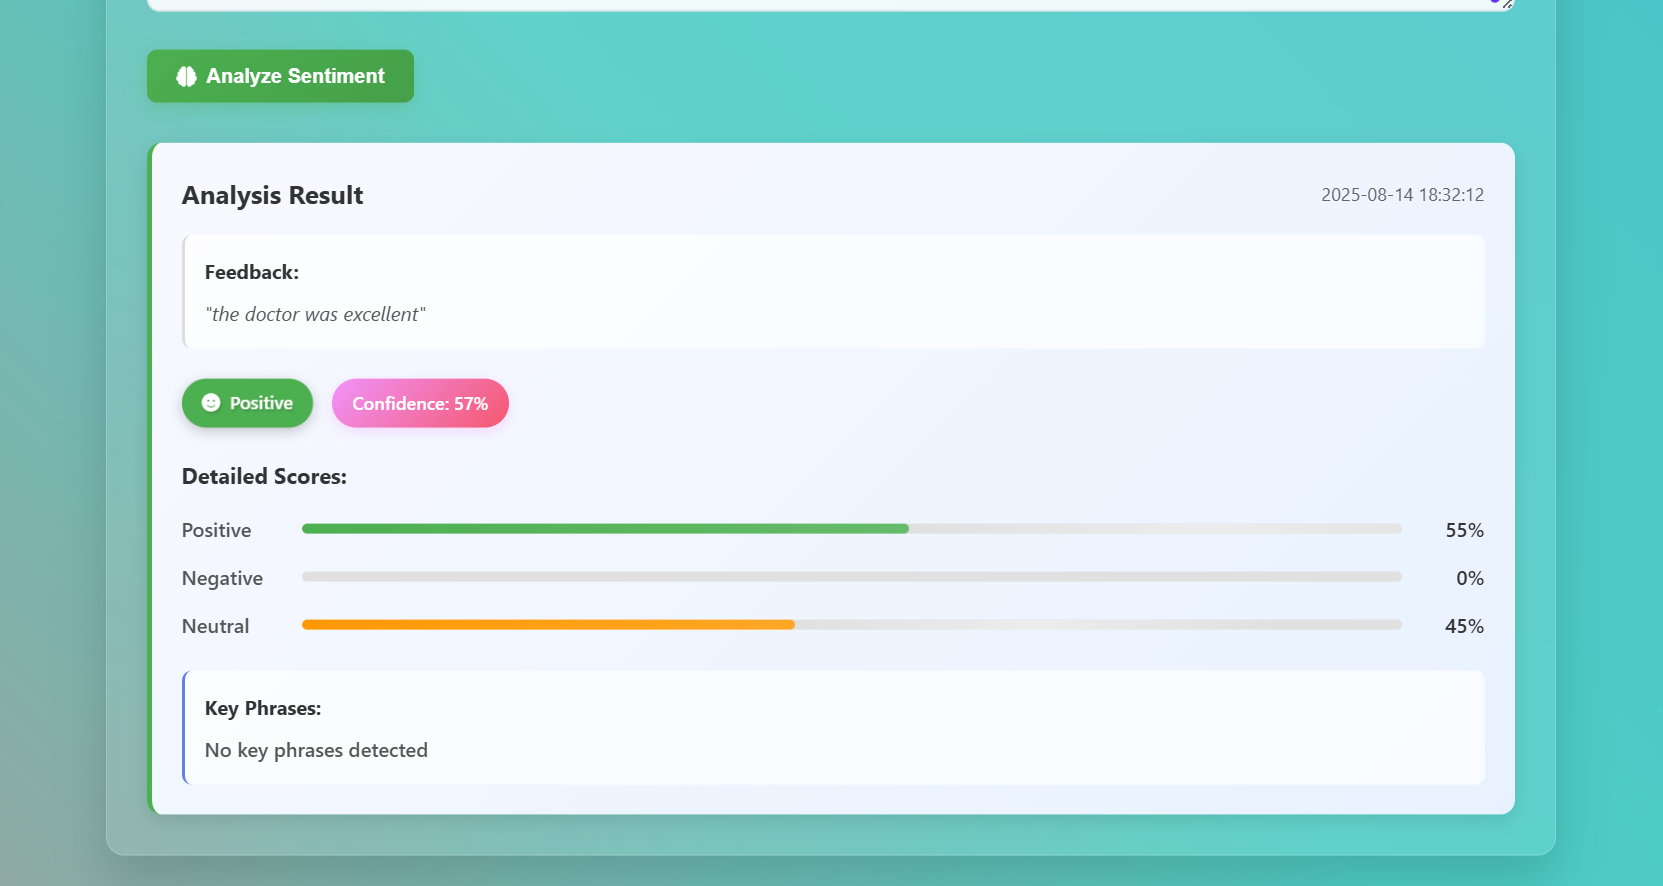 Analyze Sentiment
Analysis Result
2025-08-14 18:32:12
Feedback:
"the doctor was excellent"
Positive
Confidence: 57%
Detailed Scores:
Positive 55%
Negative 0%
Neutral 45%
Key Phrases:
No key phrases detected